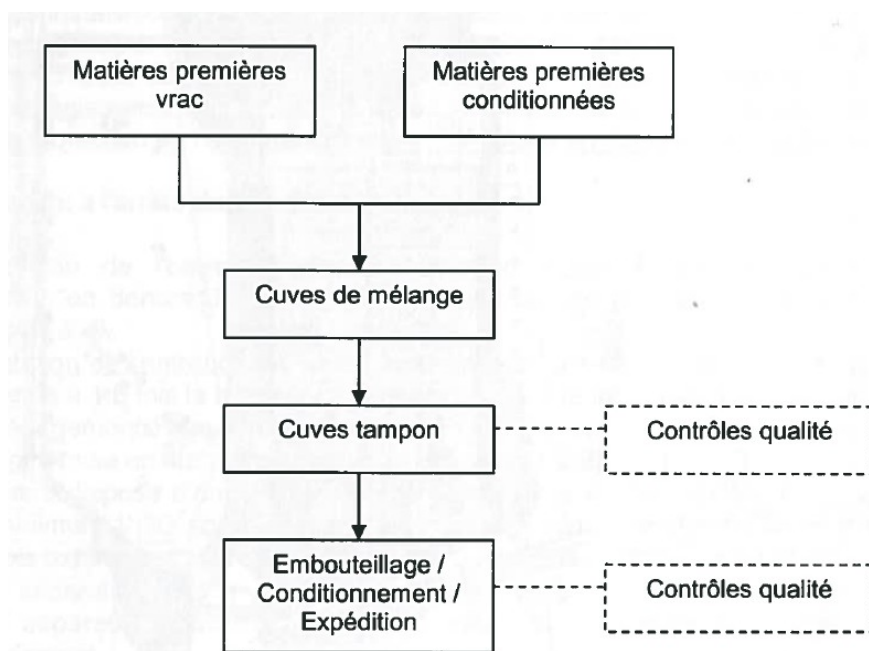 Matières premières
vrac
Matières premières
conditionnées
Cuves de mélange
Cuves tampon
Contrôles qualité
Embouteillage /
Conditionnement /
Expédition
Contrôles qualité